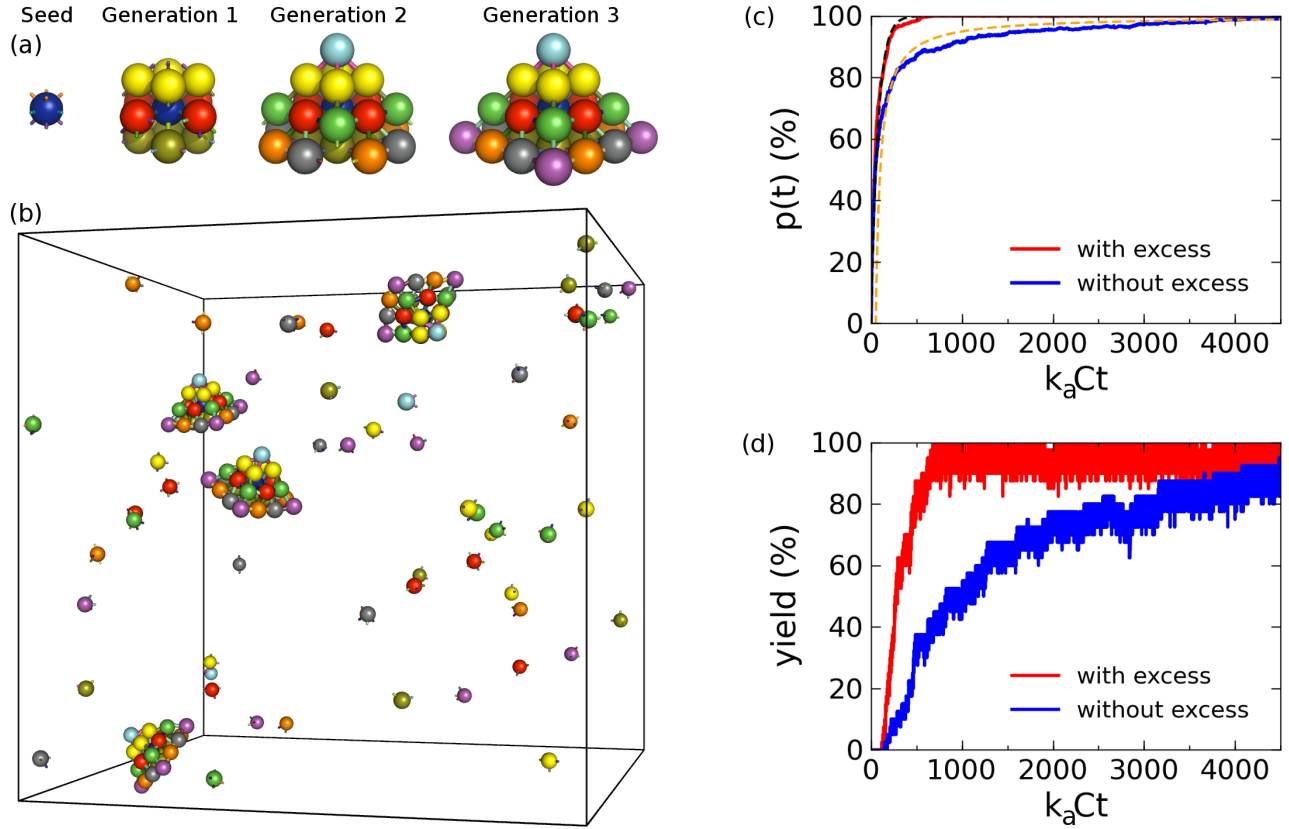 Seed Generation 1 Generation 2 Generation 3
(a)
(b)
(c)
100
80
60
40
20
0
p(t) (%)
with excess
without excess
0 1000 2000 3000 4000
kaCt
(d)
100
80
60
40
20
0
yield (%)
with excess
without excess
0 1000 2000 3000 4000
kaCt